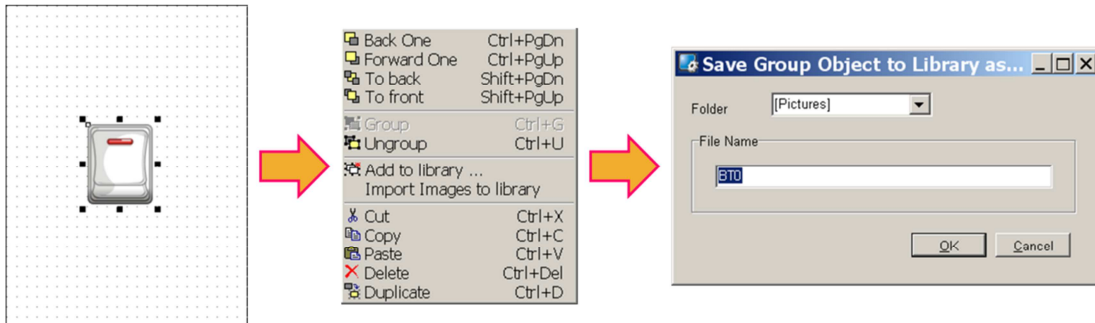 Back One Ctrl+PgDn
Forward One Ctrl+PgUp
To back Shift+PgDn
To front Shift+PgUp
Group Ctrl+G
Ungroup Ctrl+U
Add to library ...
Import Images to library
Cut Ctrl+X
Copy Ctrl+C
Paste Ctrl+V
Delete Ctrl+Del
Duplicate Ctrl+D
Save Group Object to Library as...
Folder [Pictures]
File Name
BT0
OK Cancel